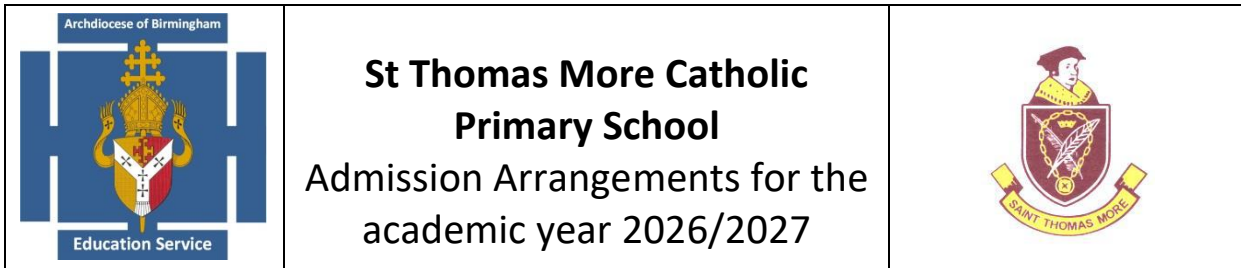 Archdiocese of Birmingham
Education Service
St Thomas More Catholic
Primary School
Admission Arrangements for the
academic year 2026/2027
SAINT THOMAS MORE